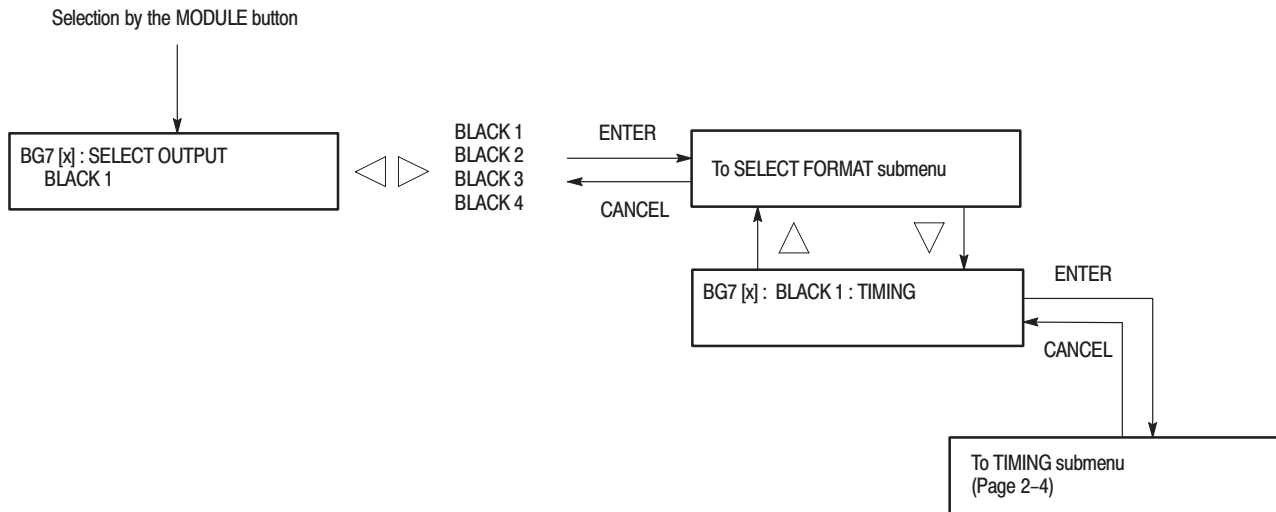 Selection by the MODULE button
BG7 [x] : SELECT OUTPUT
BLACK 1
BLACK 1
BLACK 2
BLACK 3
BLACK 4
ENTER
CANCEL
To SELECT FORMAT submenu
BG7 [x] : BLACK 1 : TIMING
ENTER
CANCEL
To TIMING submenu
(Page 2–4)